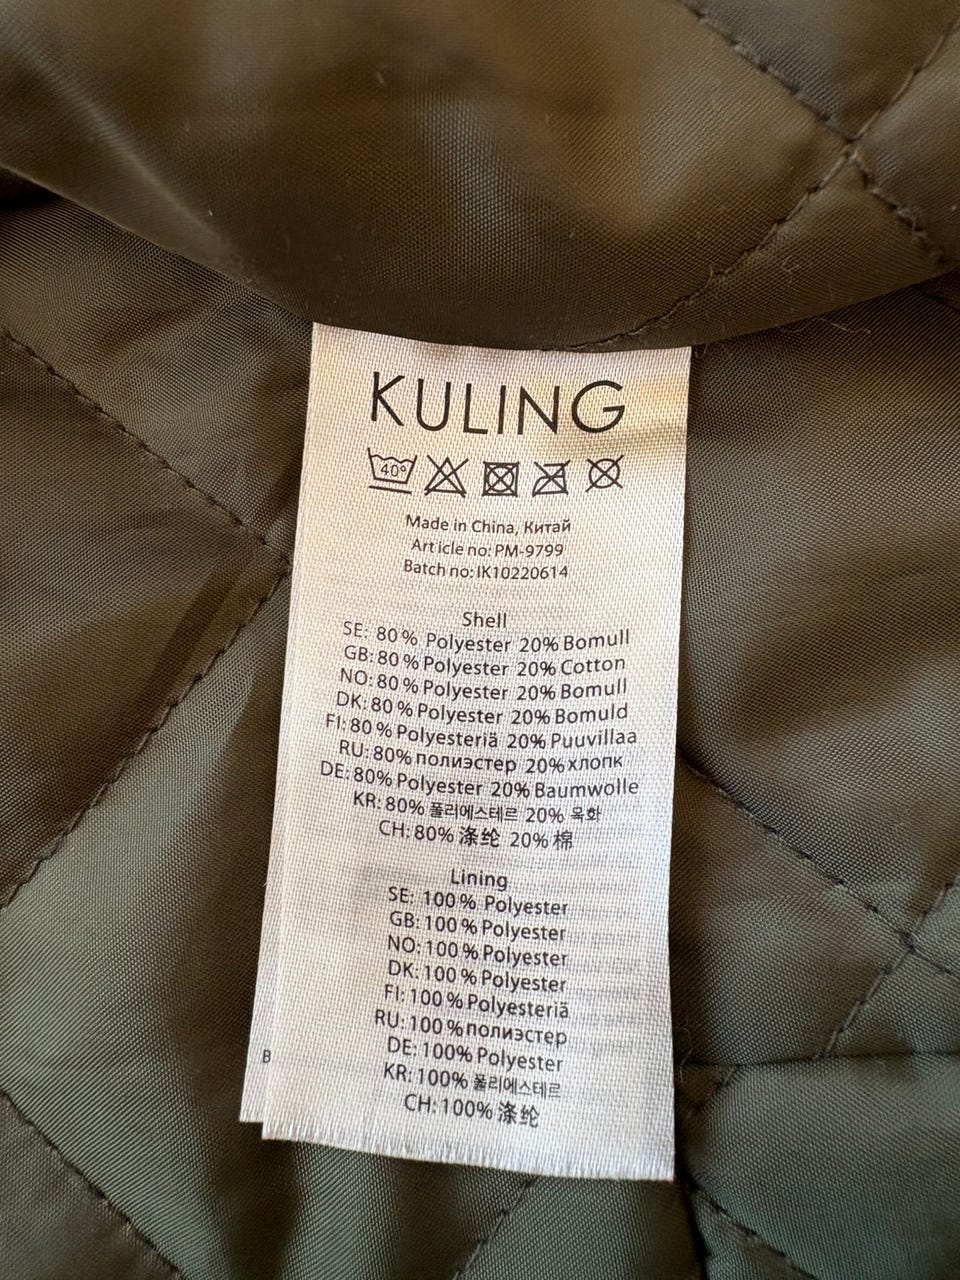 KULING
40°
Made in China, Китай
Article no: PM-9799
Batch no: IK10220614
Shell
SE: 80% Polyester 20% Bomull
GB: 80% Polyester 20% Cotton
NO: 80% Polyester 20% Bomull
DK: 80% Polyester 20% Bomuld
FI: 80% Polyesteriä 20% Puuvillaa
RU: 80% полиэстер 20% хлопк
DE: 80% Polyester 20% Baumwolle
KR: 80% 폴리에스테르 20% 목화
CH: 80% 涤纶 20% 棉
Lining
SE: 100% Polyester
GB: 100% Polyester
NO: 100% Polyester
DK: 100% Polyester
FI: 100% Polyesteriä
RU: 100% полиэстер
DE: 100% Polyester
KR: 100% 폴리에스테르
CH: 100% 涤纶
B